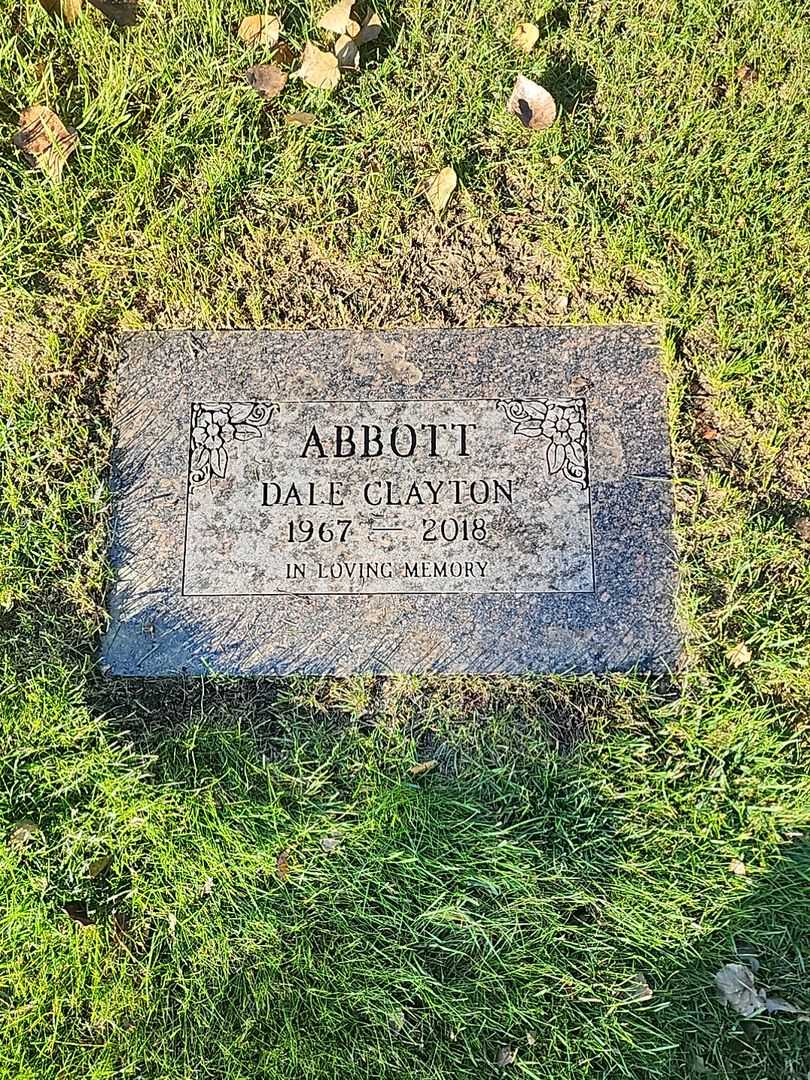 ABBOTT
DALE CLAYTON
1967 — 2018
IN LOVING MEMORY